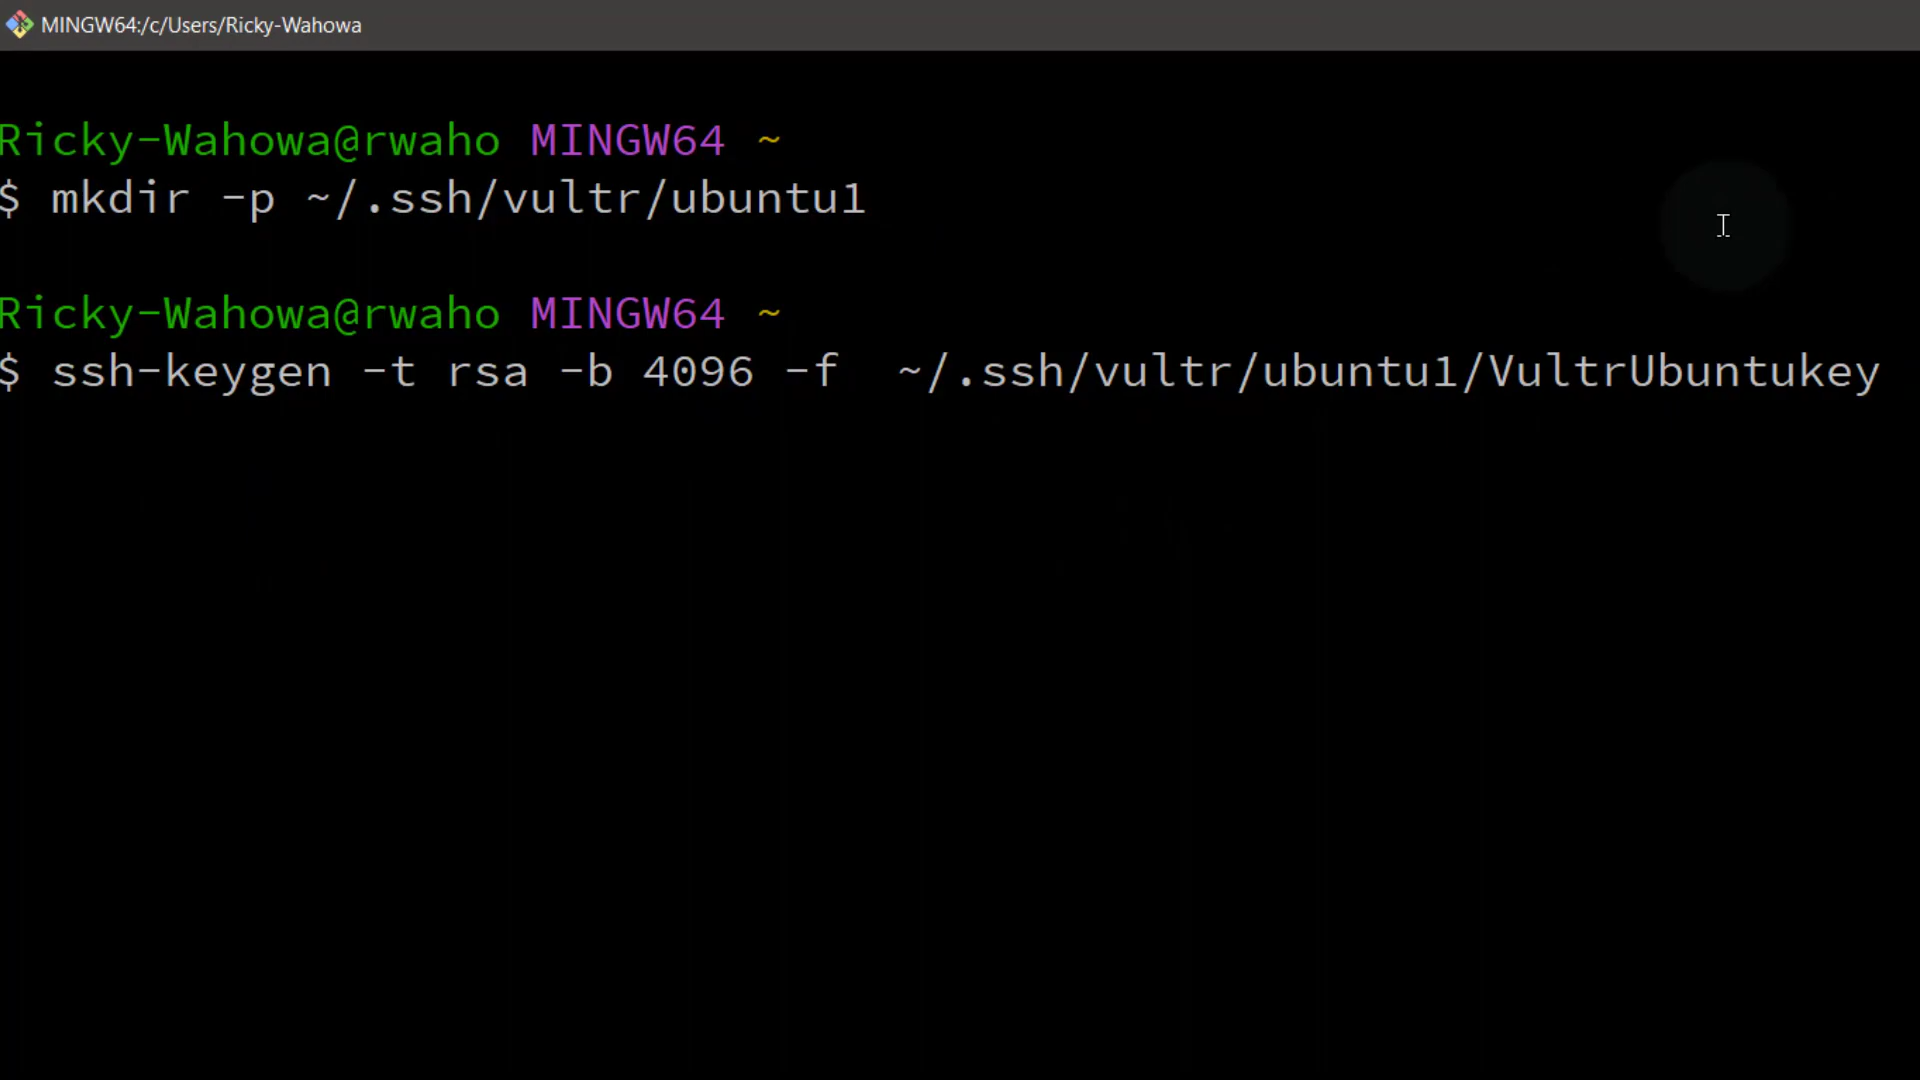 MINGW64:/c/Users/Ricky-Wahowa
Ricky-Wahowa@rwaho MINGW64 ~
$ mkdir -p ~/.ssh/vultr/ubuntu1
Ricky-Wahowa@rwaho MINGW64 ~
$ ssh-keygen -t rsa -b 4096 -f  ~/.ssh/vultr/ubuntu1/VultrUbuntukey